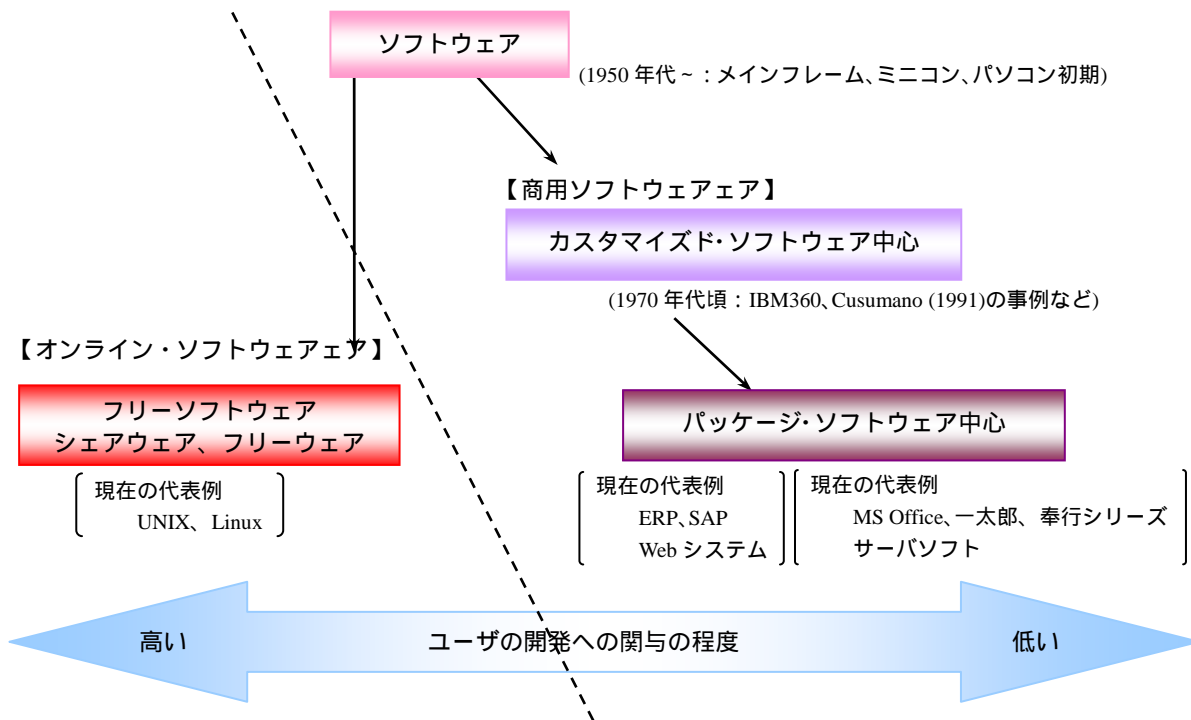 ソフトウェア
(1950 年代~：メインフレーム、ミニコン、パソコン初期)
【商用ソフトウェアェア】
カスタマイズド・ソフトウェア中心
(1970 年代頃：IBM360、Cusumano (1991)の事例など)
【オンライン・ソフトウェアェア】
フリーソフトウェア
シェアウェア、フリーウェア
現在の代表例
UNIX、Linux
パッケージ・ソフトウェア中心
現在の代表例
ERP、SAP
Web システム
現在の代表例
MS Office、一太郎、奉行シリーズ
サーバソフト
高い
ユーザの開発への関与の程度
低い